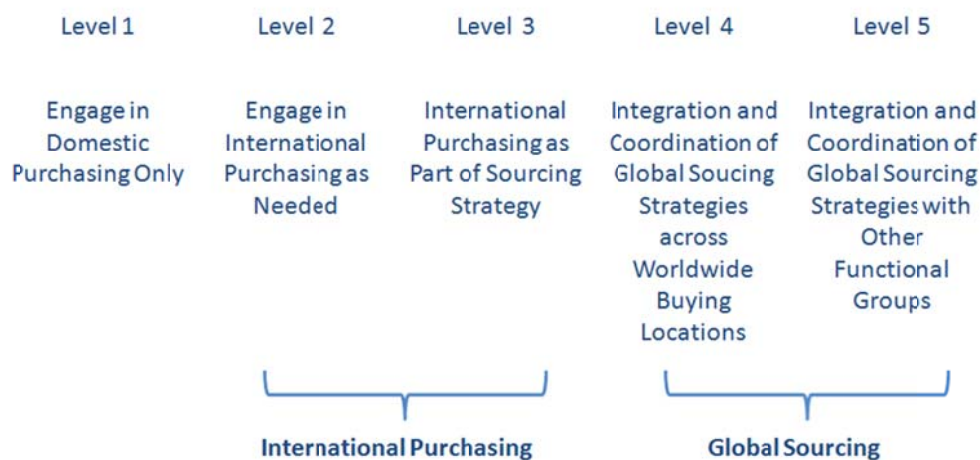 Level 1
Level 2
Level 3
Level 4
Level 5
Engage in
Domestic
Purchasing Only
Engage in
International
Purchasing as
Needed
International
Purchasing as
Part of Sourcing
Strategy
Integration and
Coordination of
Global Soucing
Strategies
across
Worldwide
Buying
Locations
Integration and
Coordination of
Global Sourcing
Strategies with
Other
Functional
Groups
International Purchasing
Global Sourcing